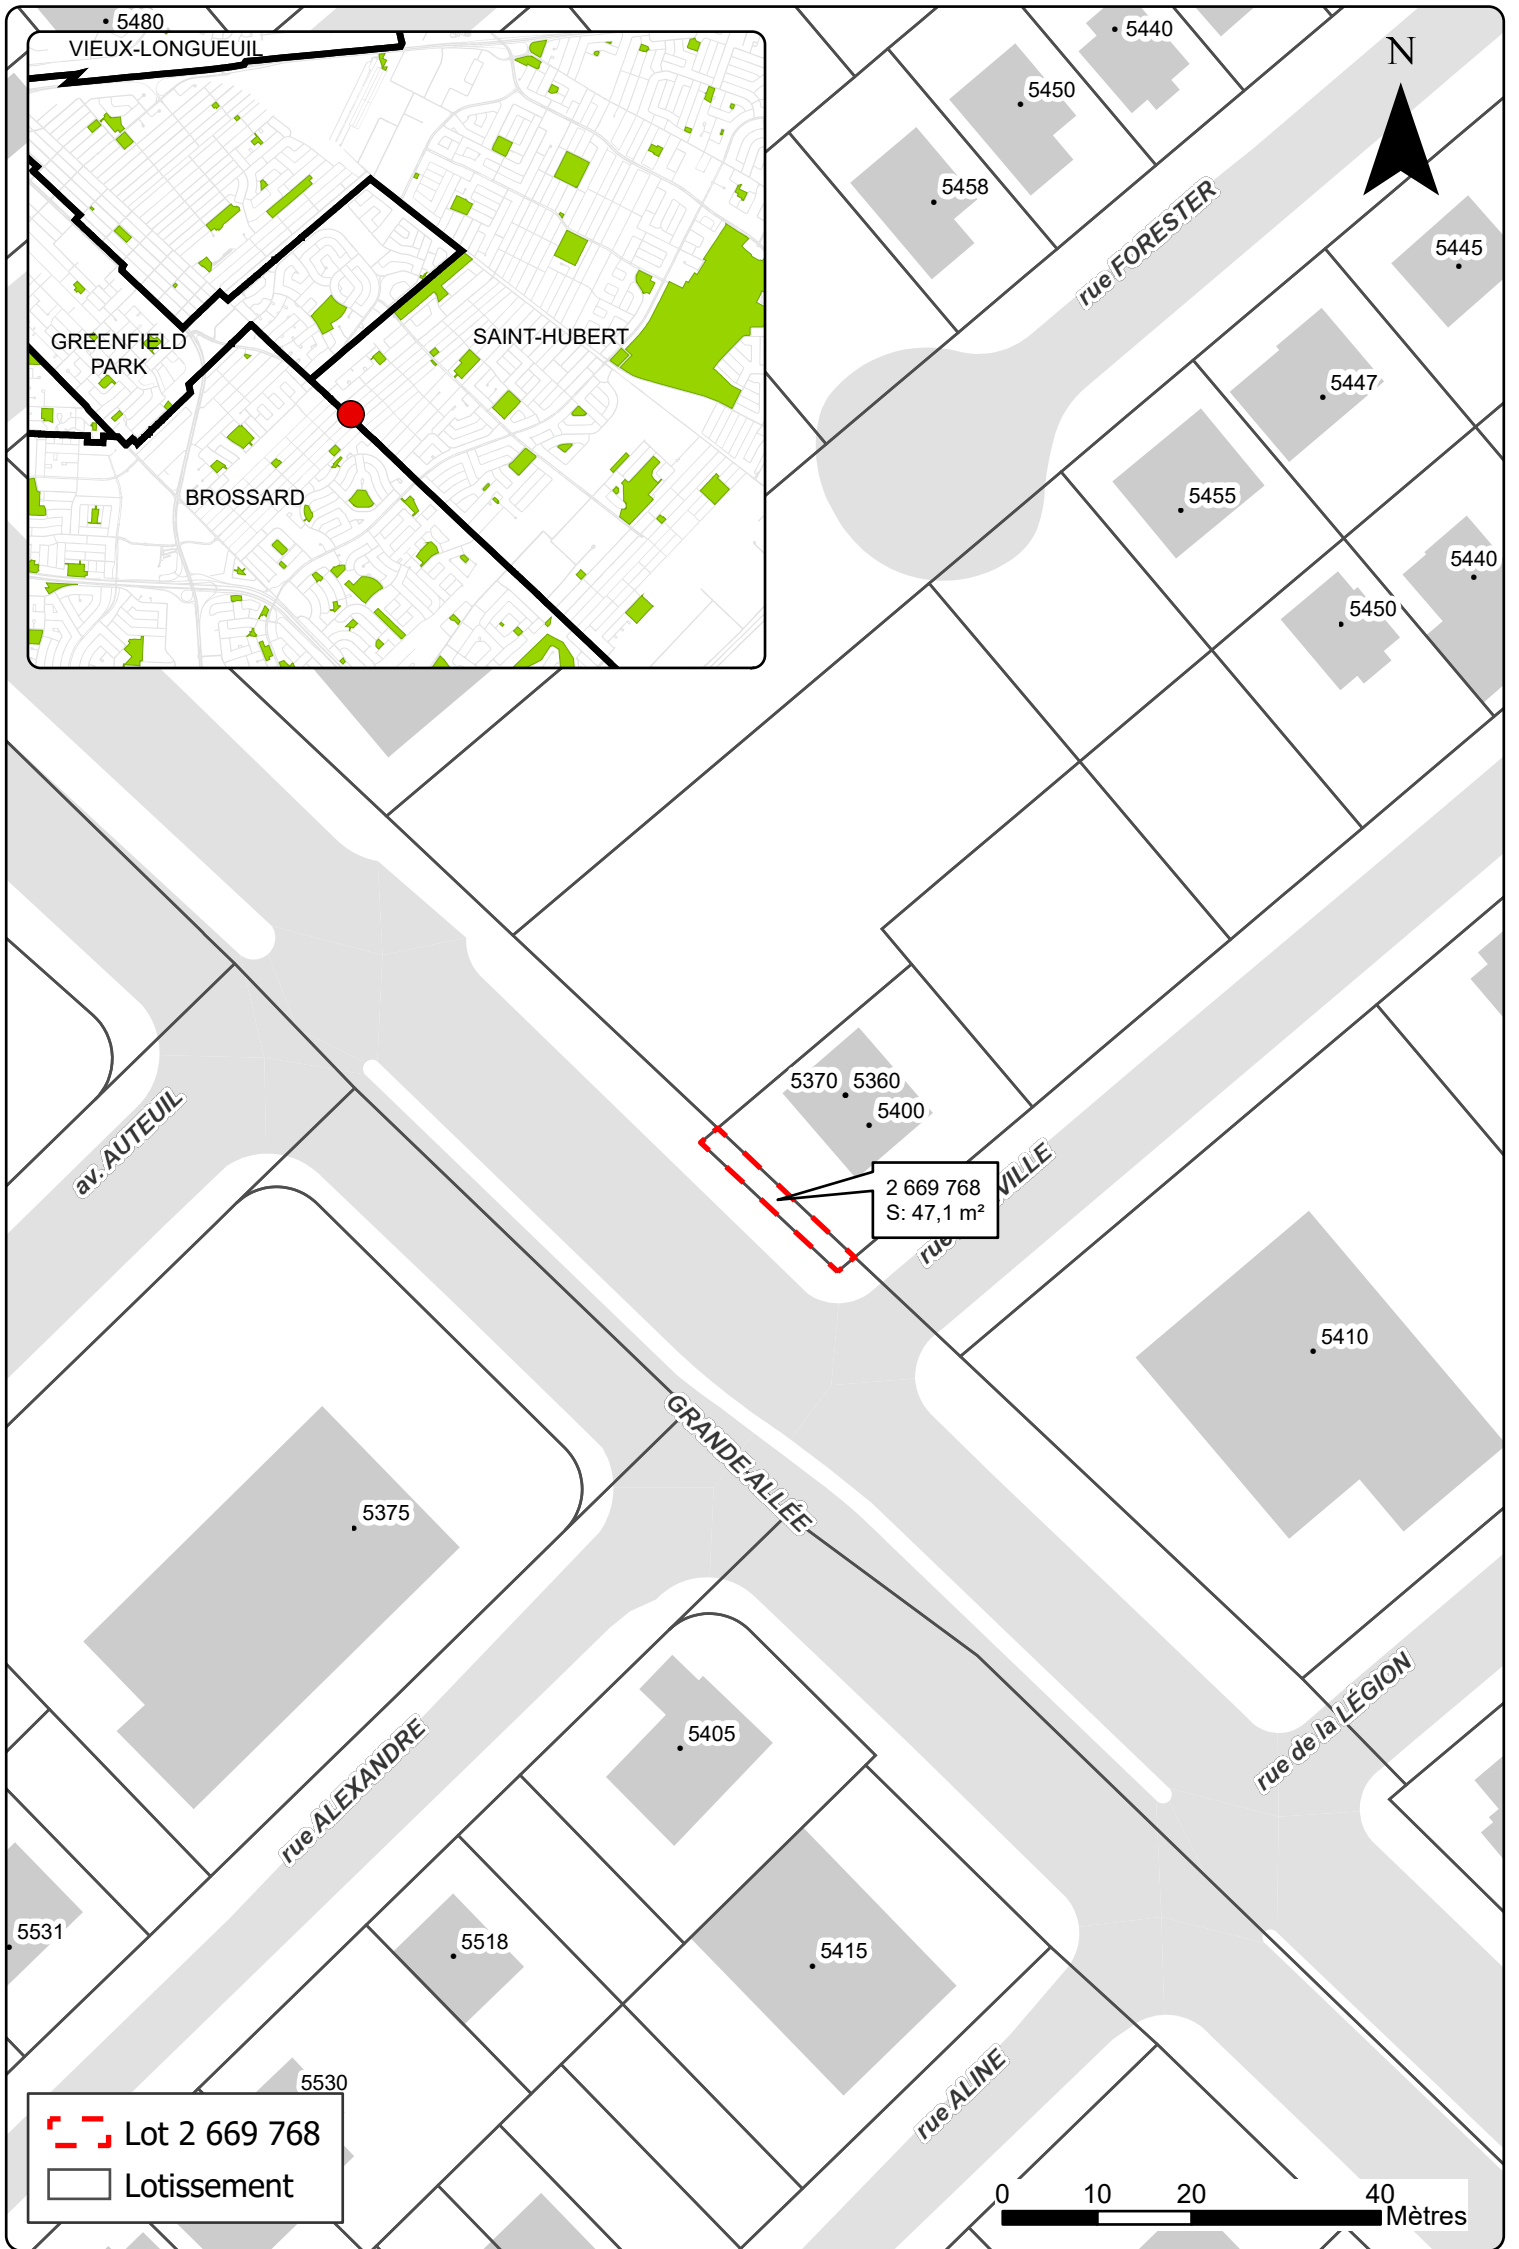 5480
VIEUX-LONGUEUIL
GREENFIELD
PARK
SAINT-HUBERT
BROSSARD
N
5440
5450
5458
rue FORESTER
5445
5447
5455
5440
5450
5370 5360
5400
2 669 768
S: 47,1 m²
rue
VILLE
av. AUTEUIL
5410
GRANDE ALLÉE
5375
5405
rue ALEXANDRE
rue de la LÉGION
5531
5518
5415
5530
rue ALINE
Lot 2 669 768
Lotissement
0 10 20 40
Mètres